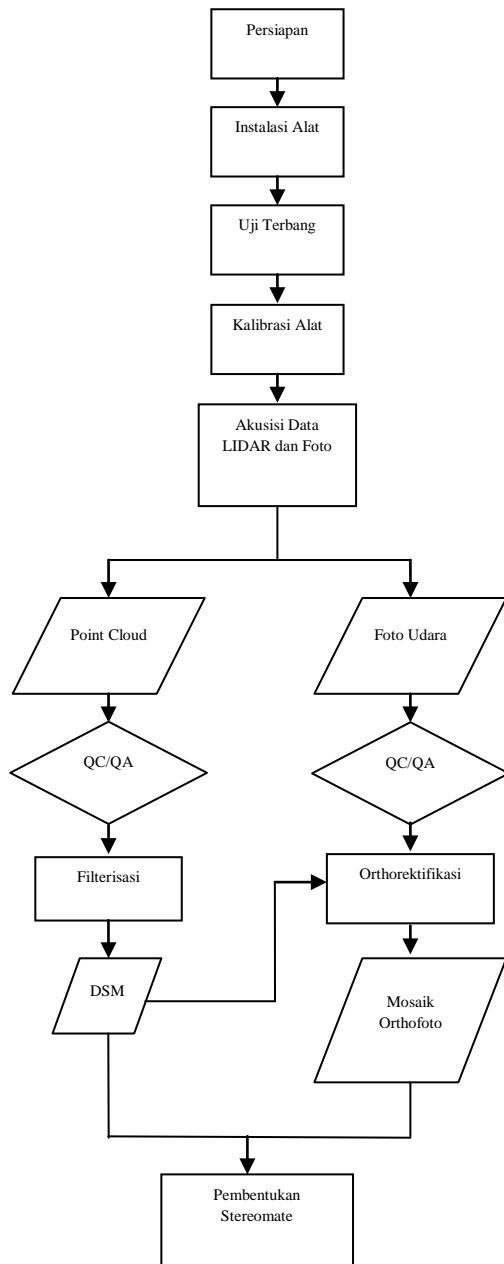 Persiapan
Instalasi Alat
Uji Terbang
Kalibrasi Alat
Akusisi Data
LIDAR dan Foto
Point Cloud
Foto Udara
QC/QA
QC/QA
Filterisasi
Orthorektifikasi
DSM
Mosaik
Orthofoto
Pembentukan
Stereomate